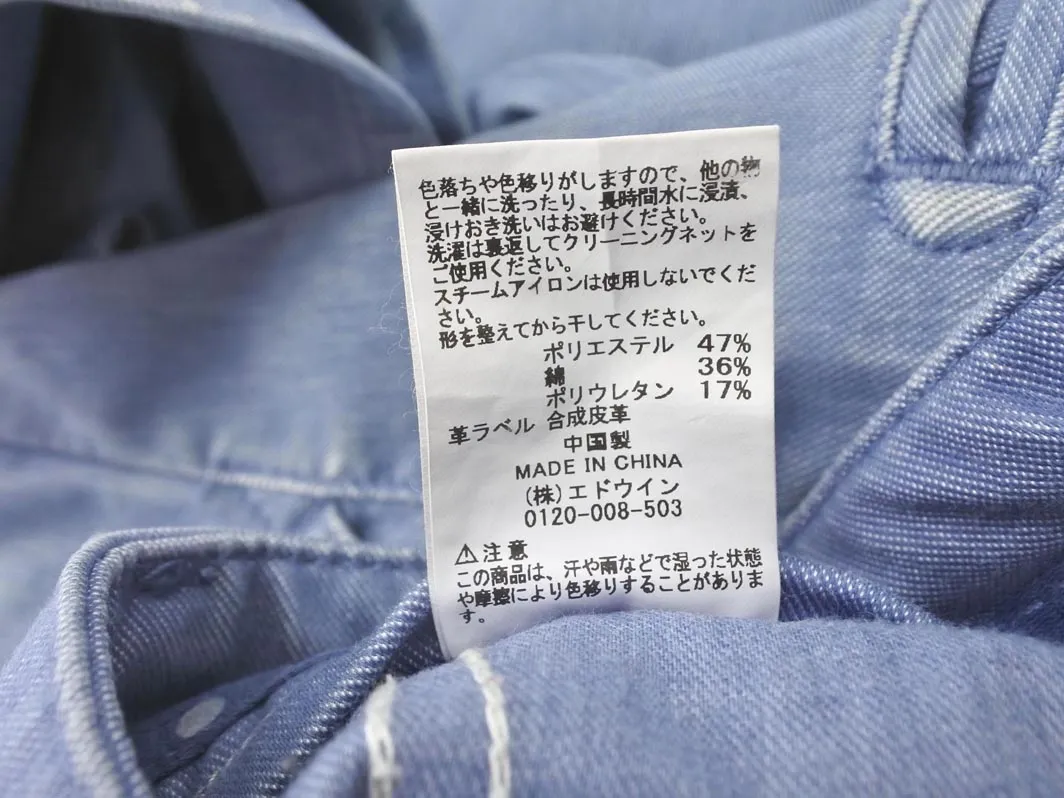 色落ちや色移りがしますので、他の物
と一緒に洗ったり、長時間水に浸漬、
浸けおき洗いはお避けください。
洗濯は裏返してクリーニングネットを
ご使用ください。
スチームアイロンは使用しないでくだ
さい。
形を整えてから干してください。
ポリエステル 47%
綿 36%
ポリウレタン 17%
革ラベル 合成皮革
中国製
MADE IN CHINA
(株)エドウイン
0120-008-503
⚠注意
この商品は、汗や雨などで湿った状態
や摩擦により色移りすることがありま
す。